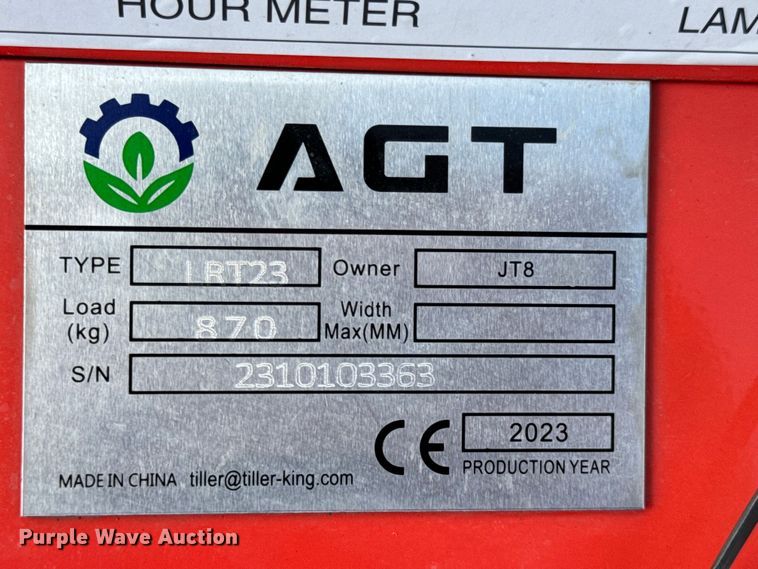 HOUR METER
LAM
AGT
TYPE LRT23 Owner JT8
Load (kg) 870 Width Max(MM)
S/N 2310103363
CE 2023
PRODUCTION YEAR
MADE IN CHINA tiller@tiller-king.com
Purple Wave Auction